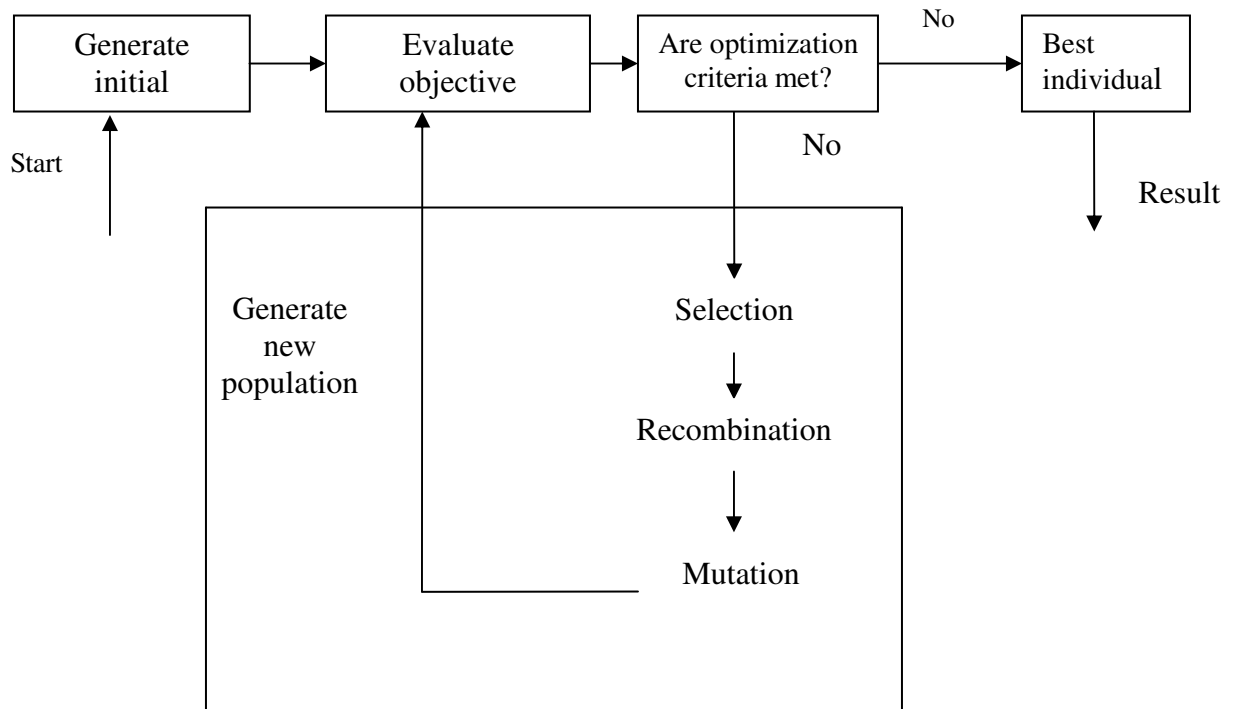 Generate
initial
Evaluate
objective
Are optimization
criteria met?
No
Best
individual
Start
No
Result
Generate
new
population
Selection
Recombination
Mutation